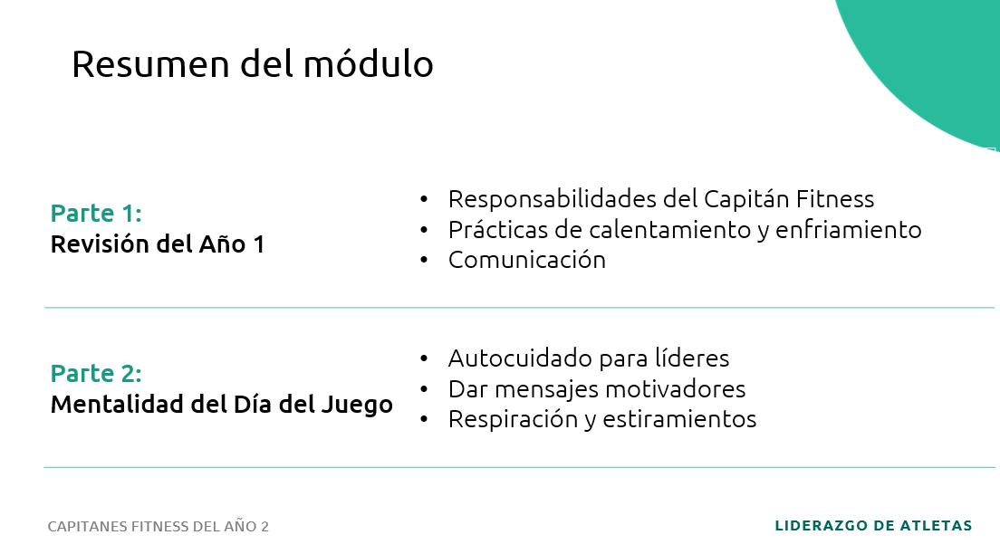 Resumen del módulo
Parte 1:
Revisión del Año 1
• Responsabilidades del Capitán Fitness
• Prácticas de calentamiento y enfriamiento
• Comunicación
Parte 2:
Mentalidad del Día del Juego
• Autocuidado para líderes
• Dar mensajes motivadores
• Respiración y estiramientos
CAPITANES FITNESS DEL AÑO 2
LIDERAZGO DE ATLETAS